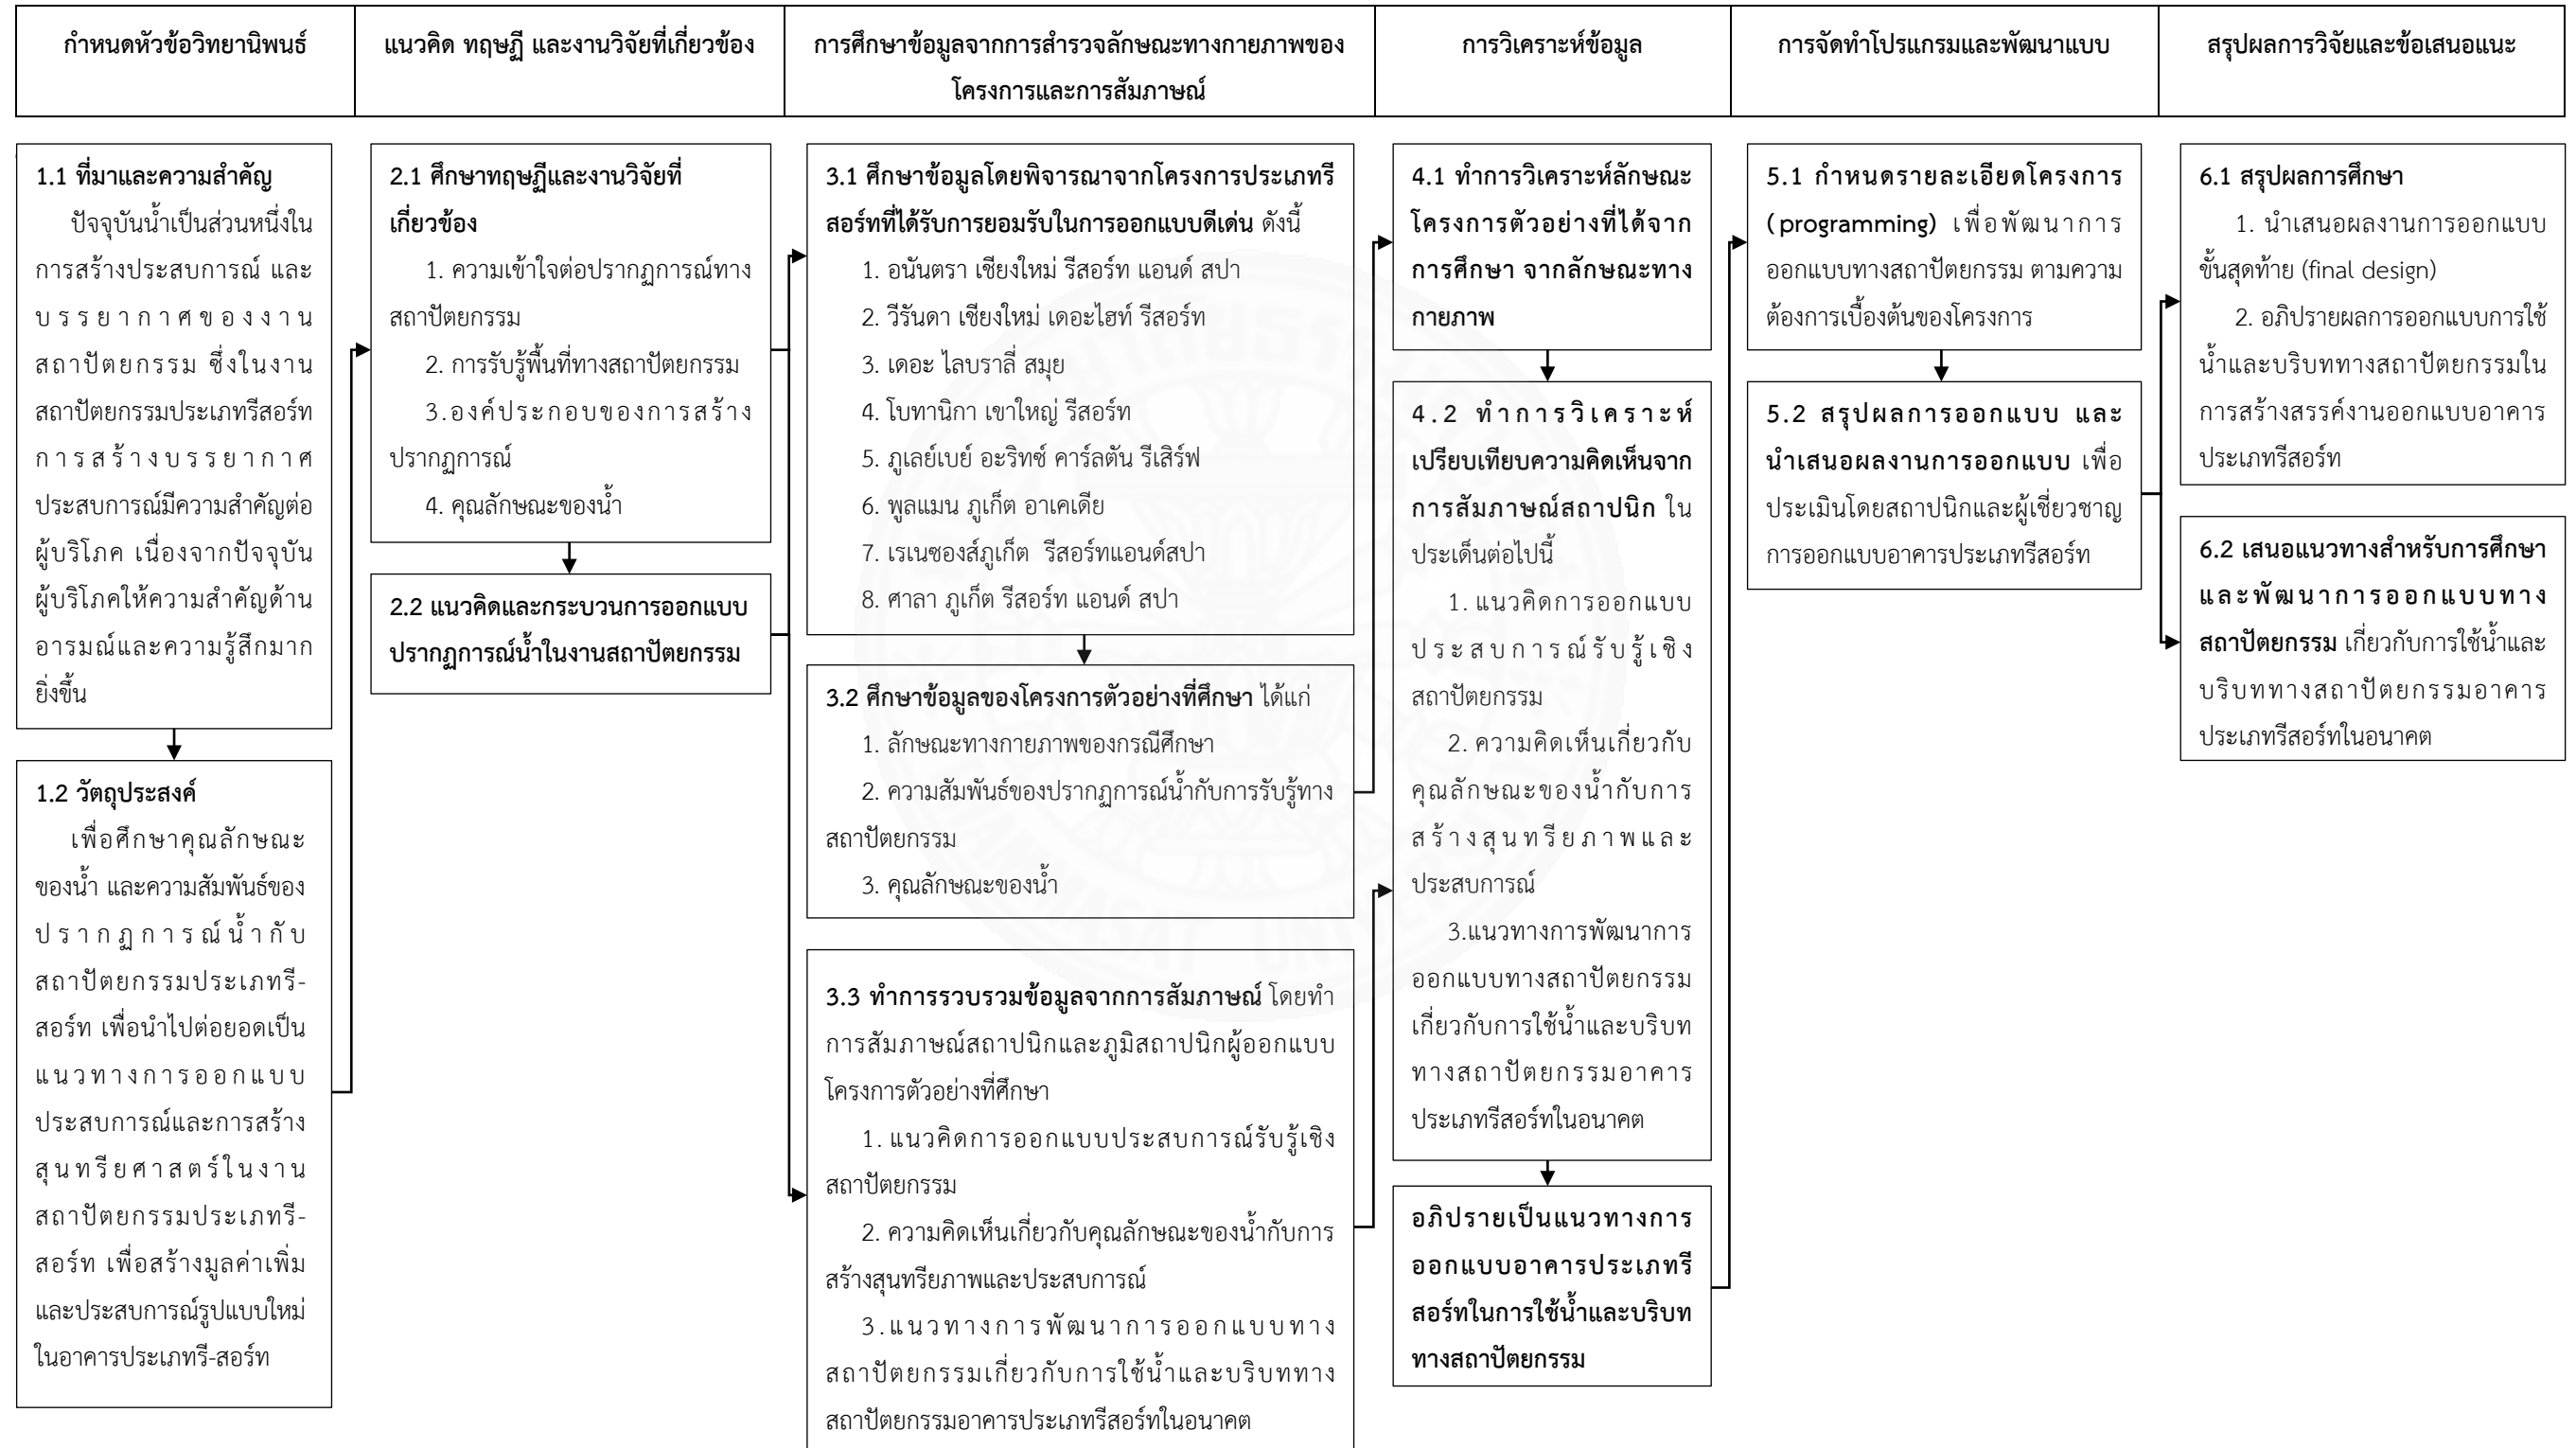 กำหนดหัวข้อวิทยานิพนธ์
แนวคิด ทฤษฏี และงานวิจัยที่เกี่ยวข้อง
การศึกษาข้อมูลจากการสำรวจลักษณะทางกายภาพของ
โครงการและการสัมภาษณ์
การวิเคราะห์ข้อมูล
การจัดทำโปรแกรมและพัฒนาแบบ
สรุปผลการวิจัยและข้อเสนอแนะ
1.1 ที่มาและความสำคัญ
ปัจจุบันน้ำเป็นส่วนหนึ่งใน
การสร้างประสบการณ์ และ
บรรยากาศของงาน
สถาปัตยกรรม ซึ่งในงาน
สถาปัตยกรรมประเภทรีสอร์ท
การสร้างบรรยากาศ
ประสบการณ์มีความสำคัญต่อ
ผู้บริโภค เนื่องจากปัจจุบัน
ผู้บริโภคให้ความสำคัญด้าน
อารมณ์และความรู้สึกมาก
ยิ่งขึ้น
1.2 วัตถุประสงค์
เพื่อศึกษาคุณลักษณะ
ของน้ำ และความสัมพันธ์ของ
ปรากฏการณ์น้ำกับ
สถาปัตยกรรมประเภทรี-
สอร์ท เพื่อนำไปต่อยอดเป็น
แนวทางการออกแบบ
ประสบการณ์และการสร้าง
สุนทรียศาสตร์ในงาน
สถาปัตยกรรมประเภทรี-
สอร์ท เพื่อสร้างมูลค่าเพิ่ม
และประสบการณ์รูปแบบใหม่
ในอาคารประเภทรี-สอร์ท
2.1 ศึกษาทฤษฏีและงานวิจัยที่
เกี่ยวข้อง
1. ความเข้าใจต่อปรากฏการณ์ทาง
สถาปัตยกรรม
2. การรับรู้พื้นที่ทางสถาปัตยกรรม
3.องค์ประกอบของการสร้าง
ปรากฏการณ์
4. คุณลักษณะของน้ำ
2.2 แนวคิดและกระบวนการออกแบบ
ปรากฏการณ์น้ำในงานสถาปัตยกรรม
3.1 ศึกษาข้อมูลโดยพิจารณาจากโครงการประเภทรี
สอร์ทที่ได้รับการยอมรับในการออกแบบดีเด่น ดังนี้
1. อนันตรา เชียงใหม่ รีสอร์ท แอนด์ สปา
2. วีรันดา เชียงใหม่ เดอะไฮท์ รีสอร์ท
3. เดอะ ไลบราลี่ สมุย
4. โบทานิกา เขาใหญ่ รีสอร์ท
5. ภูเลย์เบย์ อะริทซ์ คาร์ลตัน รีเสิร์ฟ
6. พูลแมน ภูเก็ต อาเคเดีย
7. เรเนซองส์ภูเก็ต รีสอร์ทแอนด์สปา
8. ศาลา ภูเก็ต รีสอร์ท แอนด์ สปา
3.2 ศึกษาข้อมูลของโครงการตัวอย่างที่ศึกษา ได้แก่
1. ลักษณะทางกายภาพของกรณีศึกษา
2. ความสัมพันธ์ของปรากฏการณ์น้ำกับการรับรู้ทาง
สถาปัตยกรรม
3. คุณลักษณะของน้ำ
3.3 ทำการรวบรวมข้อมูลจากการสัมภาษณ์ โดยทำ
การสัมภาษณ์สถาปนิกและภูมิสถาปนิกผู้ออกแบบ
โครงการตัวอย่างที่ศึกษา
1. แนวคิดการออกแบบประสบการณ์รับรู้เชิง
สถาปัตยกรรม
2. ความคิดเห็นเกี่ยวกับคุณลักษณะของน้ำกับการ
สร้างสุนทรียภาพและประสบการณ์
3.แนวทางการพัฒนาการออกแบบทาง
สถาปัตยกรรมเกี่ยวกับการใช้น้ำและบริบททาง
สถาปัตยกรรมอาคารประเภทรีสอร์ทในอนาคต
4.1 ทำการวิเคราะห์ลักษณะ
โครงการตัวอย่างที่ได้จาก
การศึกษา จากลักษณะทาง
กายภาพ
4.2 ทำการวิเคราะห์
เปรียบเทียบความคิดเห็นจาก
การสัมภาษณ์สถาปนิก ใน
ประเด็นต่อไปนี้
1. แนวคิดการออกแบบ
ประสบการณ์รับรู้เชิง
สถาปัตยกรรม
2. ความคิดเห็นเกี่ยวกับ
คุณลักษณะของน้ำกับการ
สร้างสุนทรียภาพและ
ประสบการณ์
3.แนวทางการพัฒนาการ
ออกแบบทางสถาปัตยกรรม
เกี่ยวกับการใช้น้ำและบริบท
ทางสถาปัตยกรรมอาคาร
ประเภทรีสอร์ทในอนาคต
อภิปรายเป็นแนวทางการ
ออกแบบอาคารประเภทรี
สอร์ทในการใช้น้ำและบริบท
ทางสถาปัตยกรรม
5.1 กำหนดรายละเอียดโครงการ
(programming) เพื่อพัฒนาการ
ออกแบบทางสถาปัตยกรรม ตามความ
ต้องการเบื้องต้นของโครงการ
5.2 สรุปผลการออกแบบ และ
นำเสนอผลงานการออกแบบ เพื่อ
ประเมินโดยสถาปนิกและผู้เชี่ยวชาญ
การออกแบบอาคารประเภทรีสอร์ท
6.1 สรุปผลการศึกษา
1. นำเสนอผลงานการออกแบบ
ขั้นสุดท้าย (final design)
2. อภิปรายผลการออกแบบการใช้
น้ำและบริบททางสถาปัตยกรรมใน
การสร้างสรรค์งานออกแบบอาคาร
ประเภทรีสอร์ท
6.2 เสนอแนวทางสำหรับการศึกษา
และพัฒนาการออกแบบทาง
สถาปัตยกรรม เกี่ยวกับการใช้น้ำและ
บริบททางสถาปัตยกรรมอาคาร
ประเภทรีสอร์ทในอนาคต